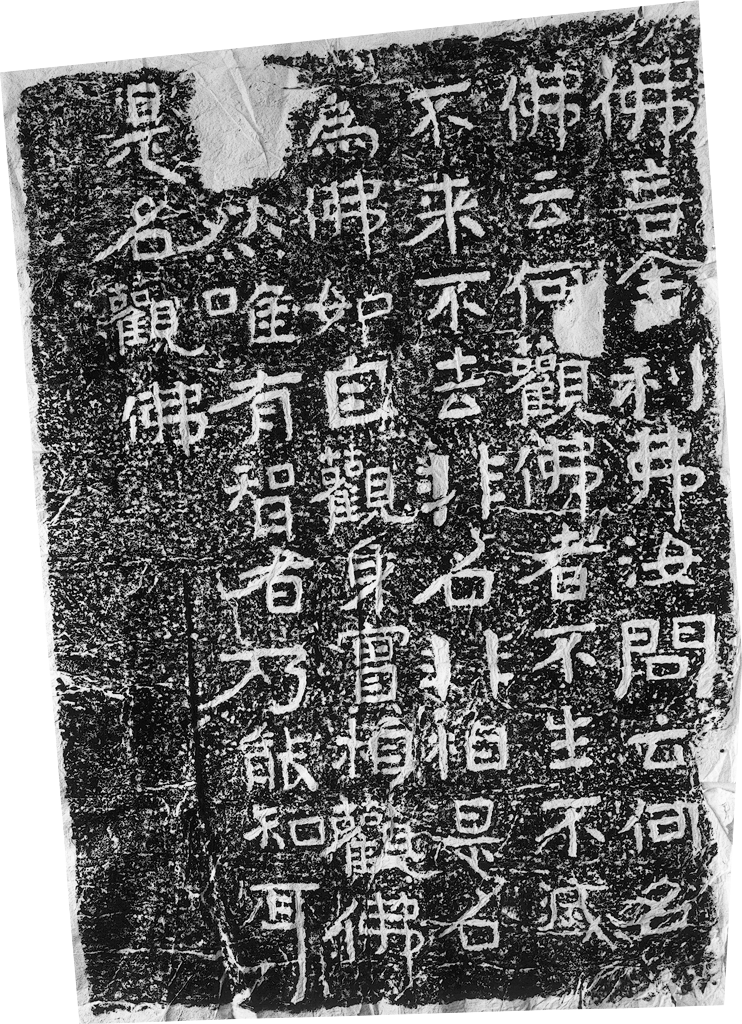 佛言舍利弗汝問云何名
佛云何觀佛者不生不滅
不来不去非名非相是名
為佛如自觀身實相觀佛
然唯有智者乃能知耳
是名觀佛